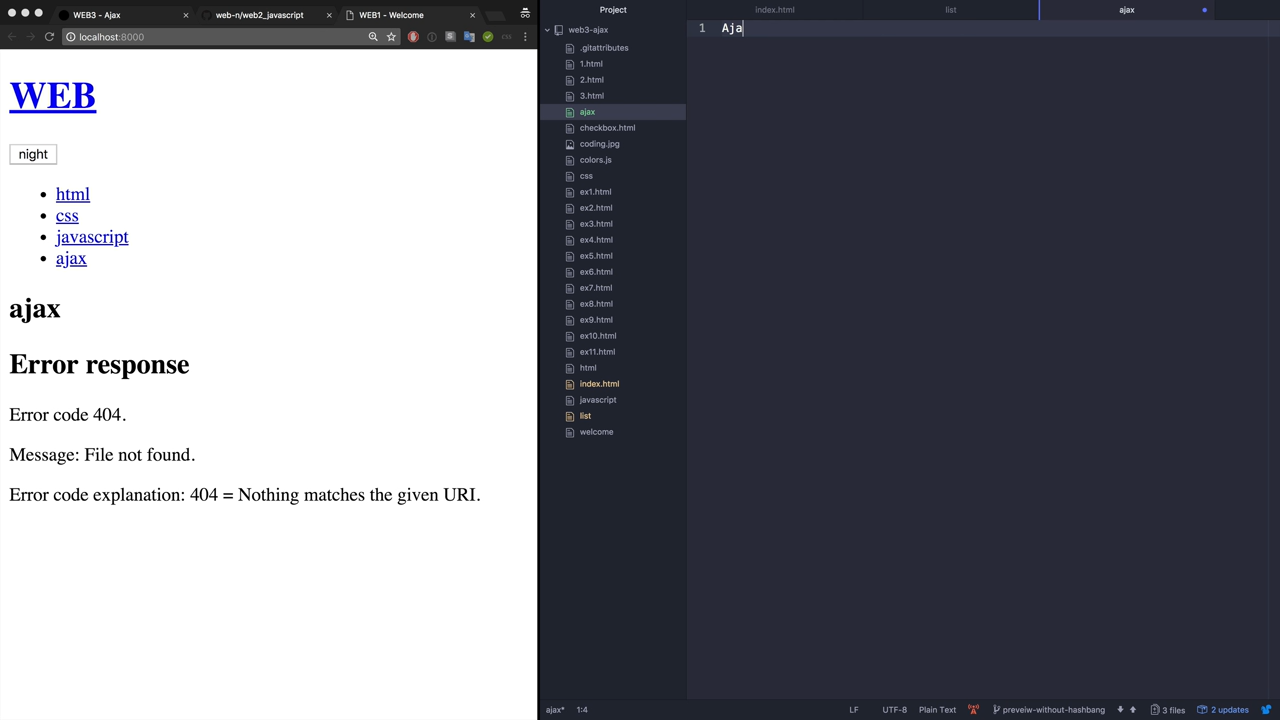 WEB3 - Ajax
web-n/web2_javascript
WEB1 - Welcome
localhost:8000
css
WEB
night
html
css
javascript
ajax
ajax
Error response
Error code 404.
Message: File not found.
Error code explanation: 404 = Nothing matches the given URI.
Project
web3-ajax
.gitattributes
1.html
2.html
3.html
ajax
checkbox.html
coding.jpg
colors.js
css
ex1.html
ex2.html
ex3.html
ex4.html
ex5.html
ex6.html
ex7.html
ex8.html
ex9.html
ex10.html
ex11.html
html
index.html
javascript
list
welcome
index.html
list
ajax
1 Aja
ajax* 1:4
LF UTF-8 Plain Text preveiw-without-hashbang 3 files 2 updates